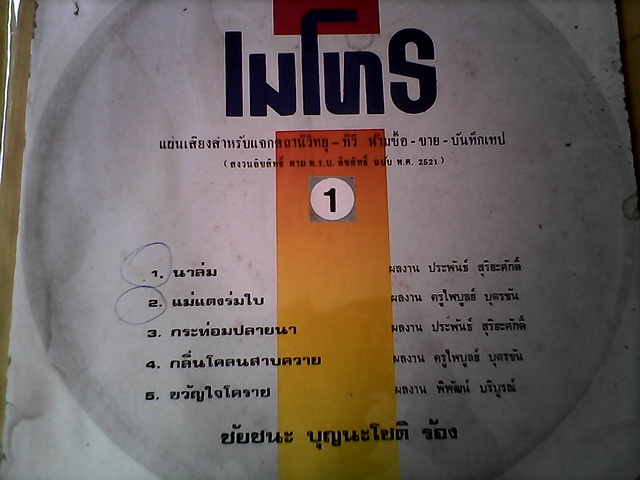 ไมโทร
แผ่นเสียงสำหรับแจกสถานีวิทยุ - ทีวี ห้ามซื้อ - ขาย - บันทึกเทป
( สงวนลิขสิทธิ์ ตาม พ.ร.บ. ลิขสิทธิ์ ฉบับ พ.ศ. 2521 )
1
1. นาล่ม ผลงาน ประพันธ์ สุริยะศักดิ์
2. แม่แตงร่มใบ ผลงาน ครูไพบูลย์ บุตรขัน
3. กระท่อมปลายนา ผลงาน ประพันธ์ สุริยะศักดิ์
4. กลิ่นโคลนสาบควาย ผลงาน ครูไพบูลย์ บุตรขัน
5. ขวัญใจโคราช ผลงาน พิพัฒน์ บริบูรณ์
ชัยชนะ บุญนะโชติ ร้อง